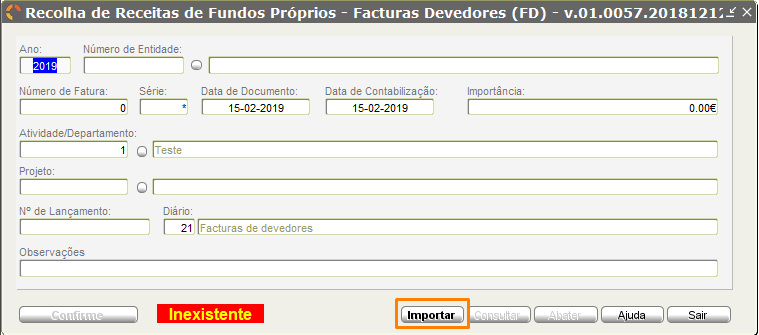 Recolha de Receitas de Fundos Próprios - Facturas Devedores (FD) - v.01.0057.20181212
Ano: Número de Entidade:
2019
Número de Fatura: Série: Data de Documento: Data de Contabilização: Importância:
0 * 15-02-2019 15-02-2019 0.00€
Atividade/Departamento:
1 Teste
Projeto:
Nº de Lançamento: Diário:
21 Facturas de devedores
Observações
Confirme Inexistente Importar Consultar Abater Ajuda Sair